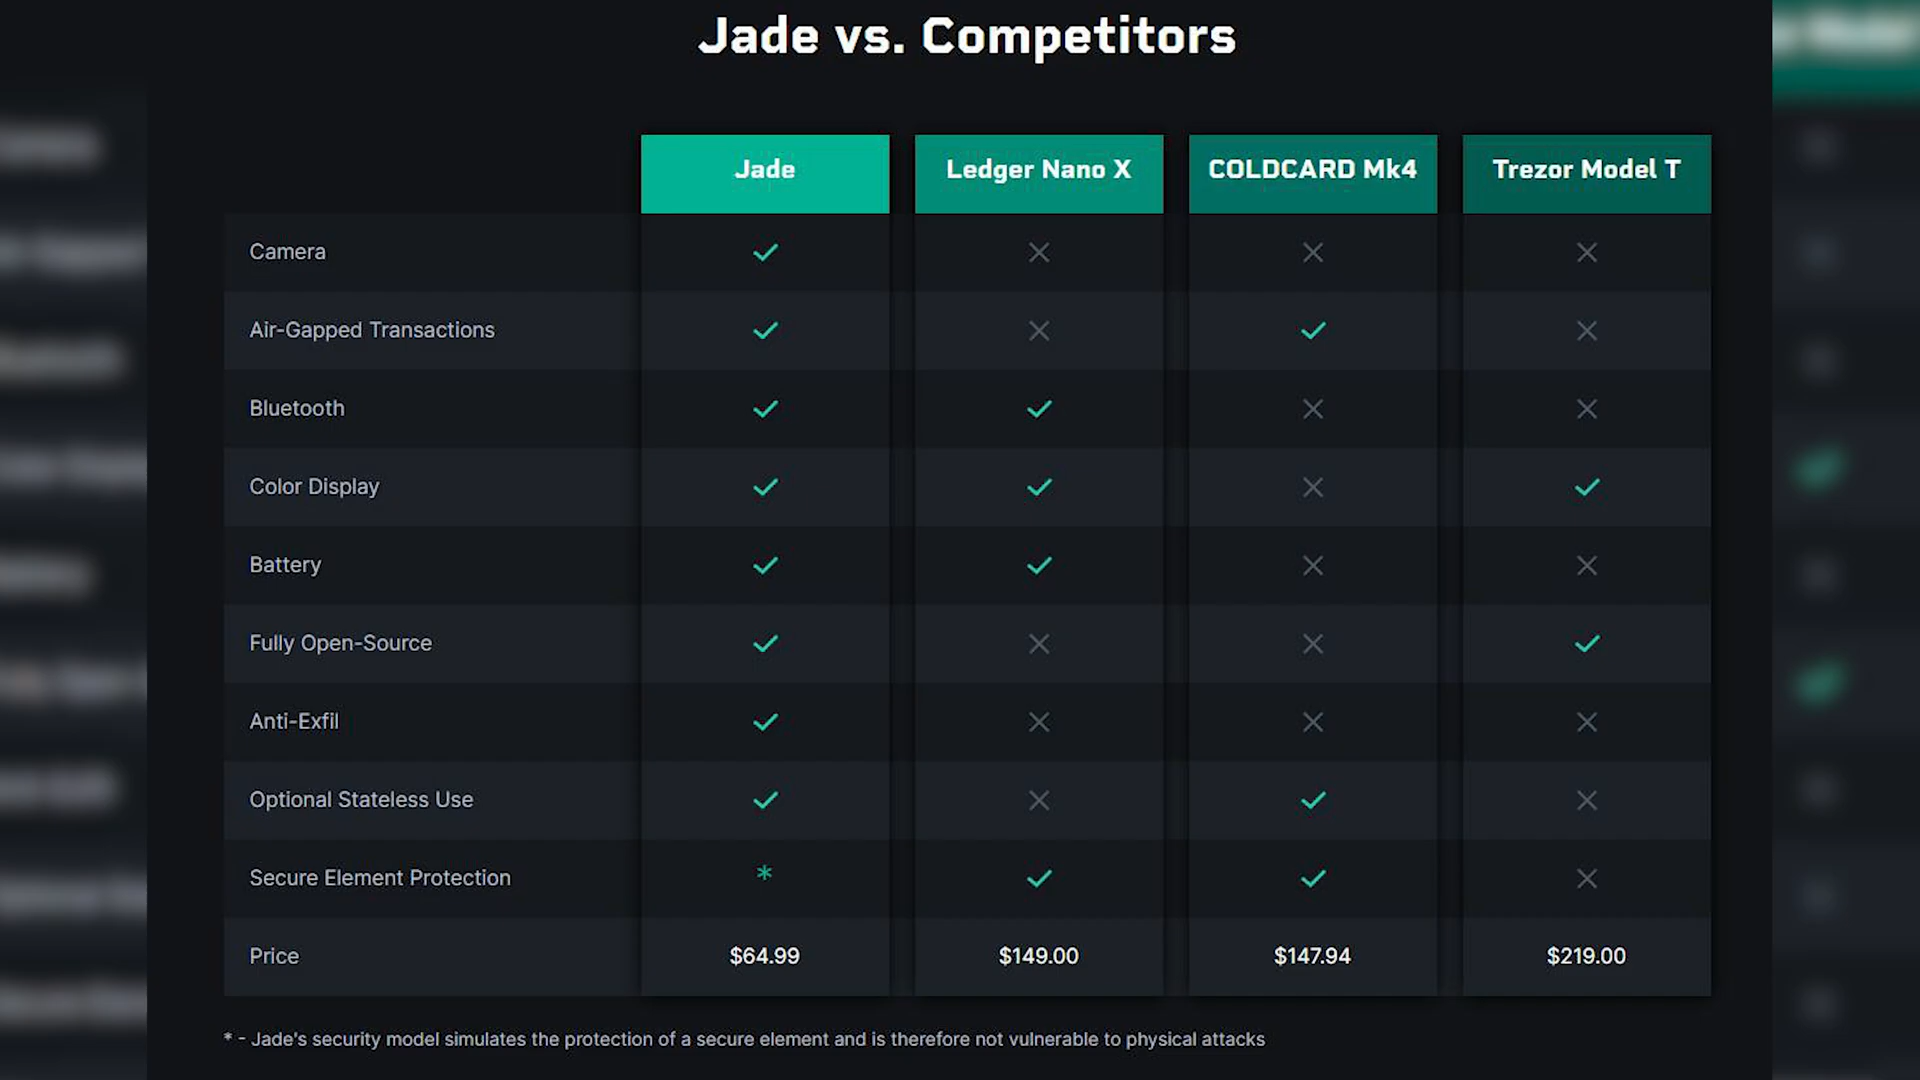 Jade vs. Competitors
Jade Ledger Nano X COLDCARD Mk4 Trezor Model T
Camera
Air-Gapped Transactions
Bluetooth
Color Display
Battery
Fully Open-Source
Anti-Exfil
Optional Stateless Use
Secure Element Protection *
Price $64.99 $149.00 $147.94 $219.00
* - Jade's security model simulates the protection of a secure element and is therefore not vulnerable to physical attacks